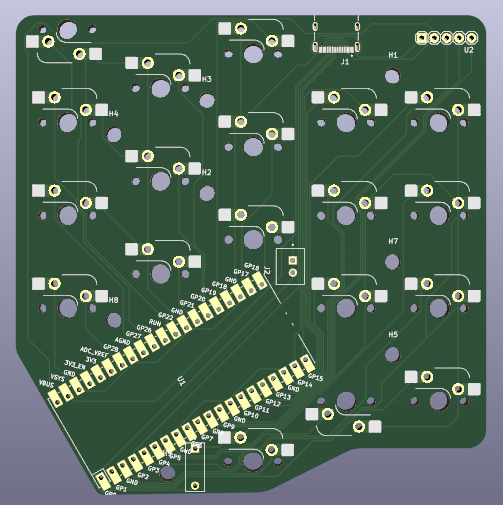 J1
U2
H1
H3
H4
H2
H7
H8
H5
J2
U1
GP18
GP17
GND
GP16
GP19
GP20
GP21
GND
GP22
RUN
GP26
GP27
AGND
GP28
ADC_VREF
3V3
3V3_EN
GND
VSYS
VBUS
GP15
GP14
GND
GP13
GP12
GP11
GP10
GND
GP9
GP7
GND
GP5
GP4
GP3
GP2
GND
GP1
GP0